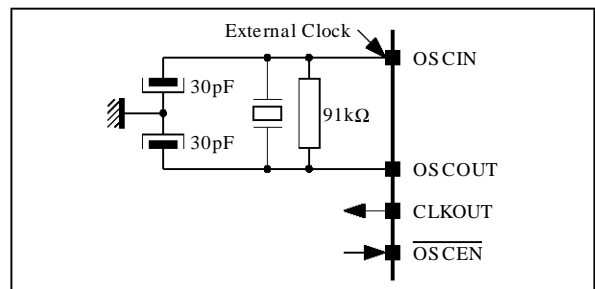 External Clock
OSCIN
30pF
91kΩ
30pF
OSCOUT
CLKOUT
OSCEN